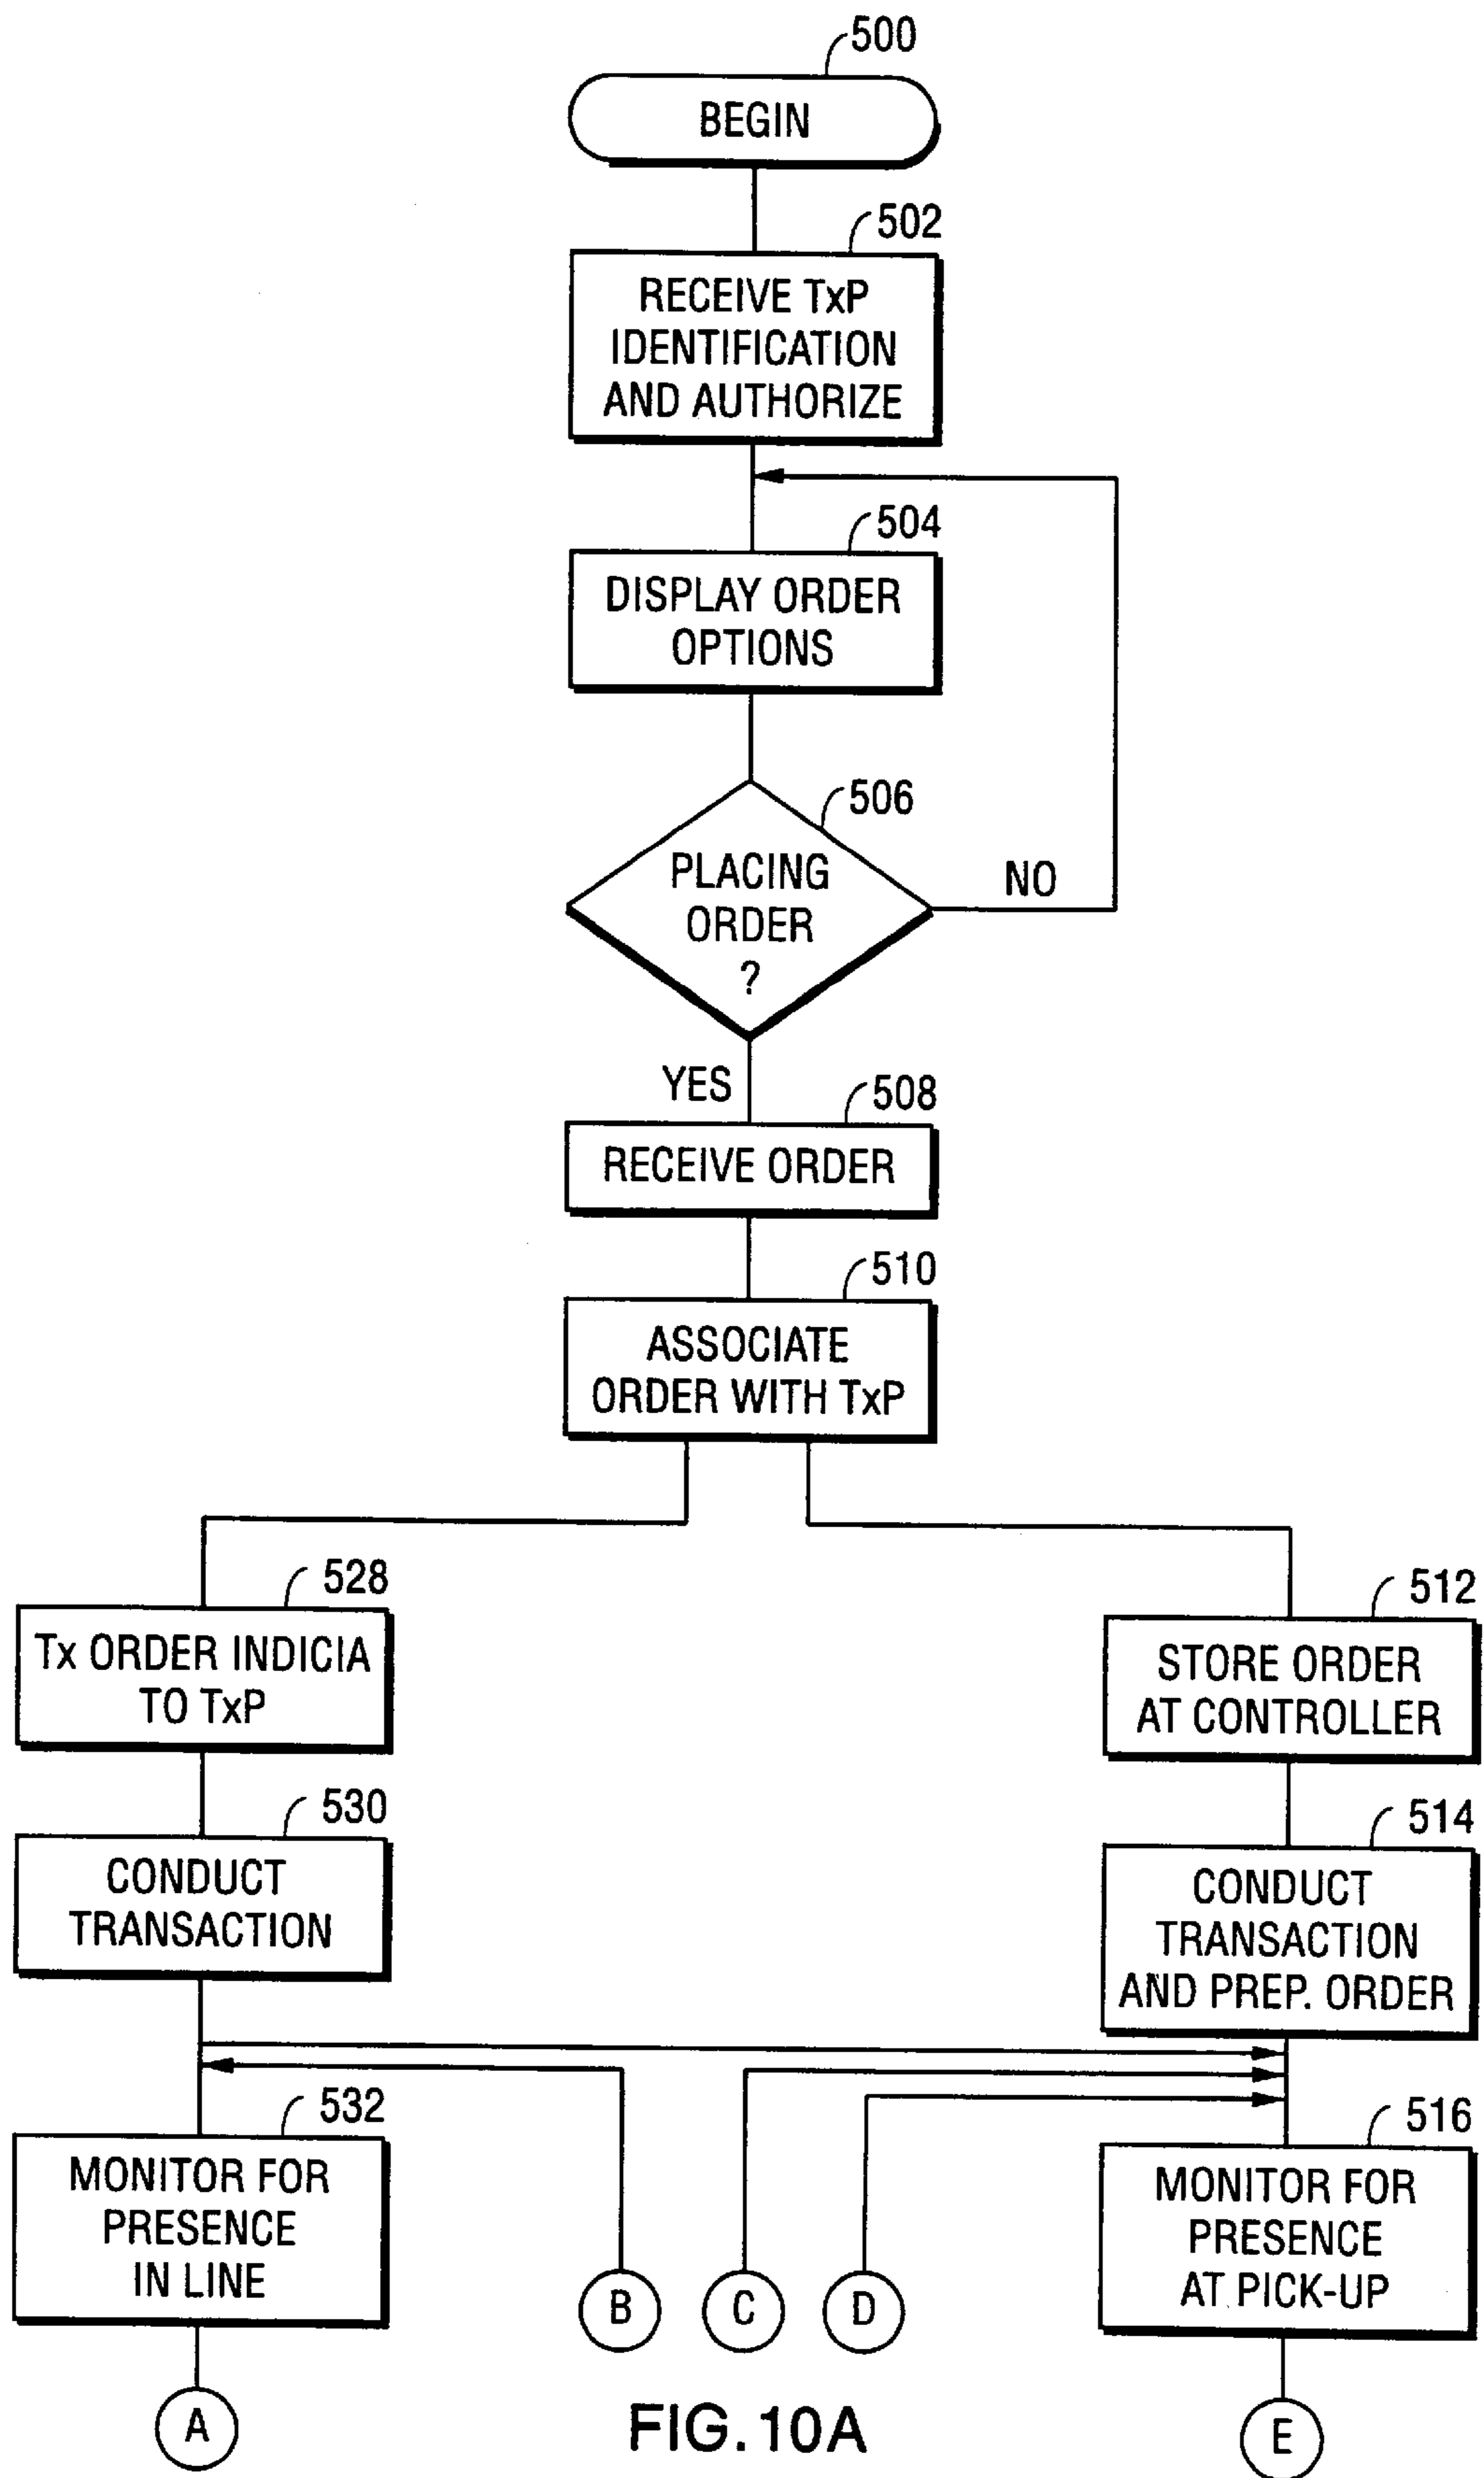 500
BEGIN
502
RECEIVE TxP
IDENTIFICATION
AND AUTHORIZE
504
DISPLAY ORDER
OPTIONS
506
PLACING
ORDER
?
NO
YES
508
RECEIVE ORDER
510
ASSOCIATE
ORDER WITH TxP
528
Tx ORDER INDICIA
TO TxP
530
CONDUCT
TRANSACTION
532
MONITOR FOR
PRESENCE
IN LINE
A
512
STORE ORDER
AT CONTROLLER
514
CONDUCT
TRANSACTION
AND PREP. ORDER
516
MONITOR FOR
PRESENCE
AT PICK-UP
B
C
D
E
FIG. 10A